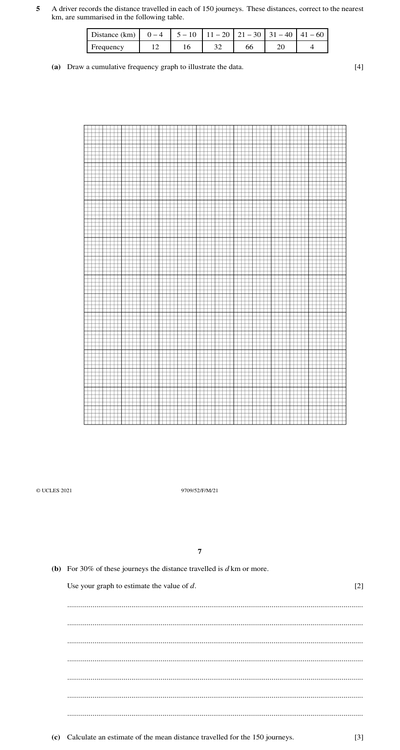 5 A driver records the distance travelled in each of 150 journeys. These distances, correct to the nearest
km, are summarised in the following table.
Distance (km) 0 – 4 5 – 10 11 – 20 21 – 30 31 – 40 41 – 60
Frequency 12 16 32 66 20 4
(a) Draw a cumulative frequency graph to illustrate the data. [4]
© UCLES 2021 9709/52/F/M/21
7
(b) For 30% of these journeys the distance travelled is d km or more.
Use your graph to estimate the value of d. [2]
(c) Calculate an estimate of the mean distance travelled for the 150 journeys. [3]